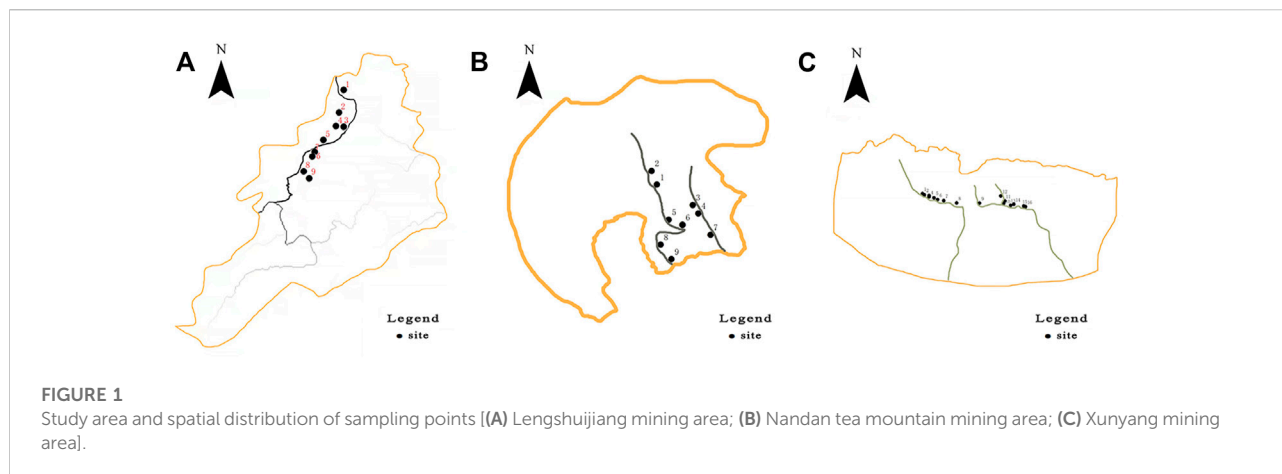 A
N
1
2
4 3
5
7
6
8
9
Legend
site
B
N
2
1
3
4
5
6
7
8
9
Legend
site
C
N
Legend
site
FIGURE 1
Study area and spatial distribution of sampling points [(A) Lengshuijiang mining area; (B) Nandan tea mountain mining area; (C) Xunyang mining
area].